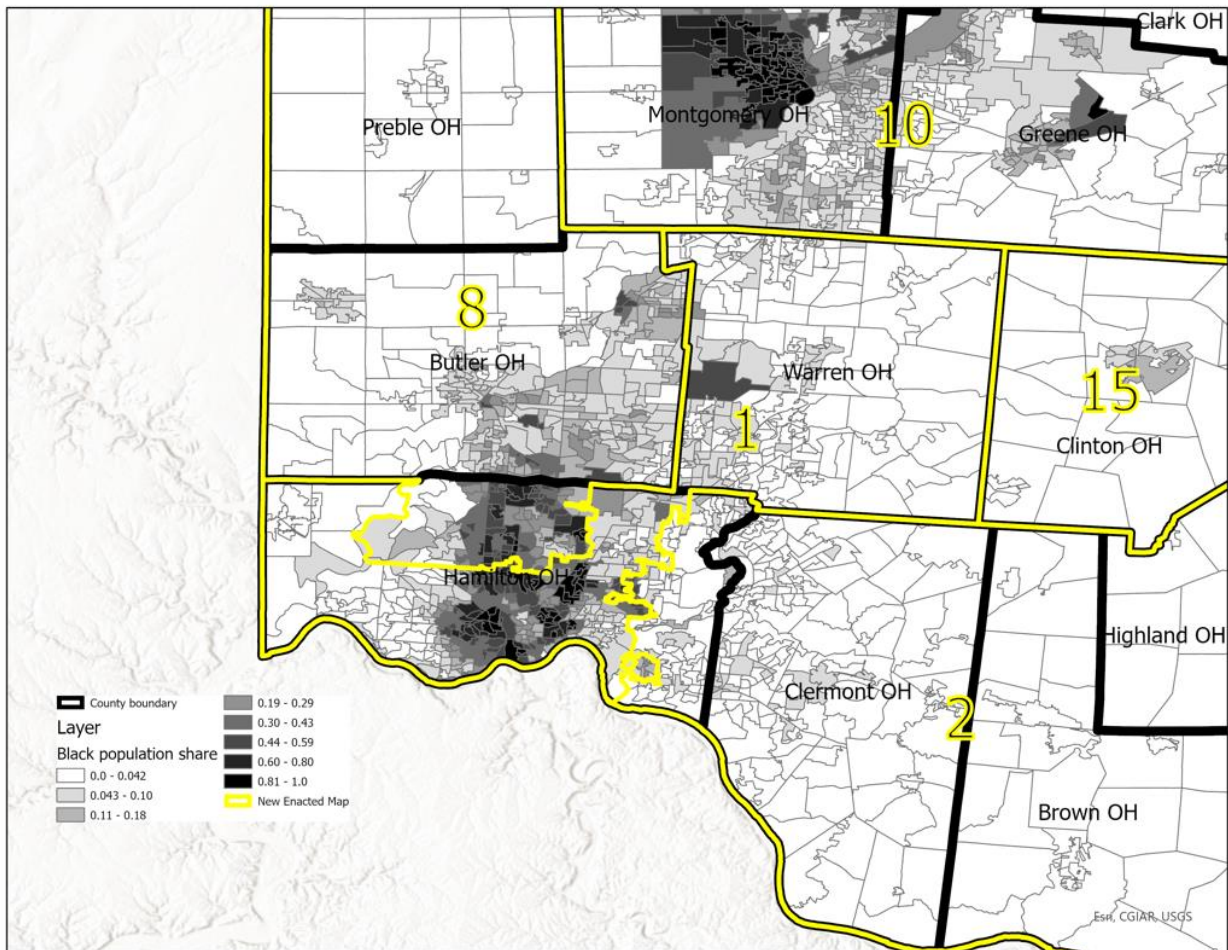 Clark OH
Preble OH
Montgomery OH
10
Greene OH
8
Butler OH
Warren OH
1
15
Clinton OH
Hamilton OH
Highland OH
Clermont OH
2
Brown OH
County boundary
Layer
Black population share
0.0 - 0.042
0.043 - 0.10
0.11 - 0.18
0.19 - 0.29
0.30 - 0.43
0.44 - 0.59
0.60 - 0.80
0.81 - 1.0
New Enacted Map
Esri, CGIAR, USGS